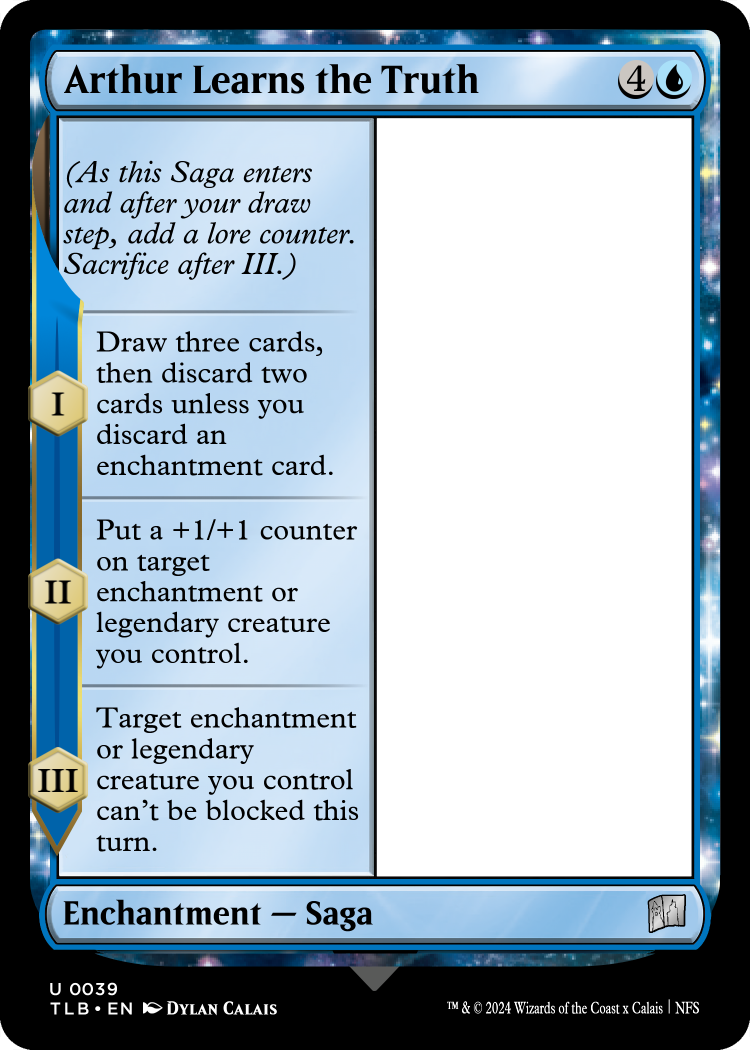 Arthur Learns the Truth 4
(As this Saga enters
and after your draw
step, add a lore counter.
Sacrifice after III.)
I
Draw three cards,
then discard two
cards unless you
discard an
enchantment card.
II
Put a +1/+1 counter
on target
enchantment or
legendary creature
you control.
III
Target enchantment
or legendary
creature you control
can’t be blocked this
turn.
Enchantment — Saga
U 0039
TLB • EN DYLAN CALAIS
™ & © 2024 Wizards of the Coast x Calais | NFS